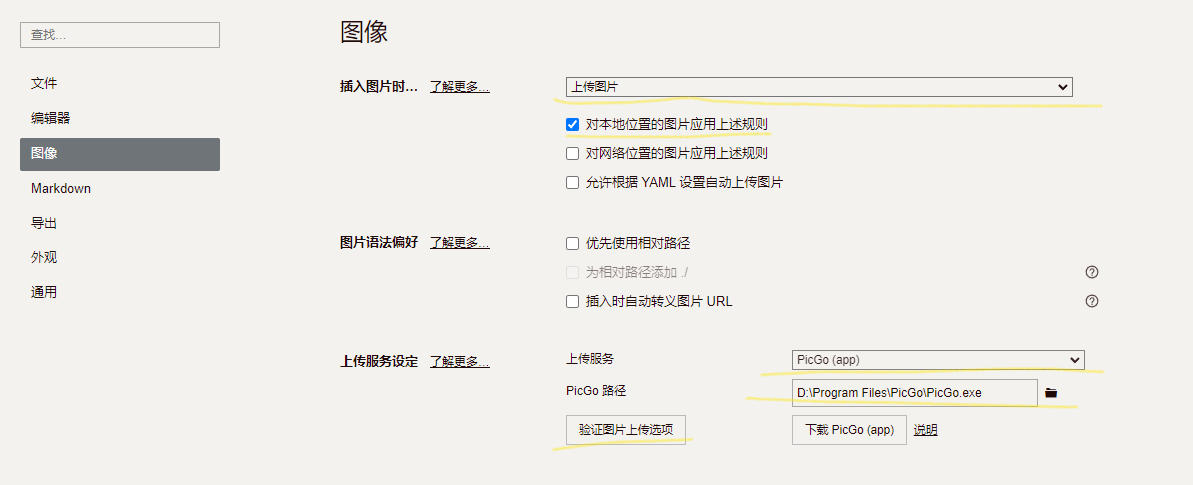 查找...
文件
编辑器
图像
Markdown
导出
外观
通用
图像
插入图片时... 了解更多...
上传图片
对本地位置的图片应用上述规则
对网络位置的图片应用上述规则
允许根据 YAML 设置自动上传图片
图片语法偏好 了解更多...
优先使用相对路径
为相对路径添加 ./
插入时自动转义图片 URL
上传服务设定 了解更多...
上传服务 PicGo (app)
PicGo 路径 D:\Program Files\PicGo\PicGo.exe
验证图片上传选项 下载 PicGo (app) 说明